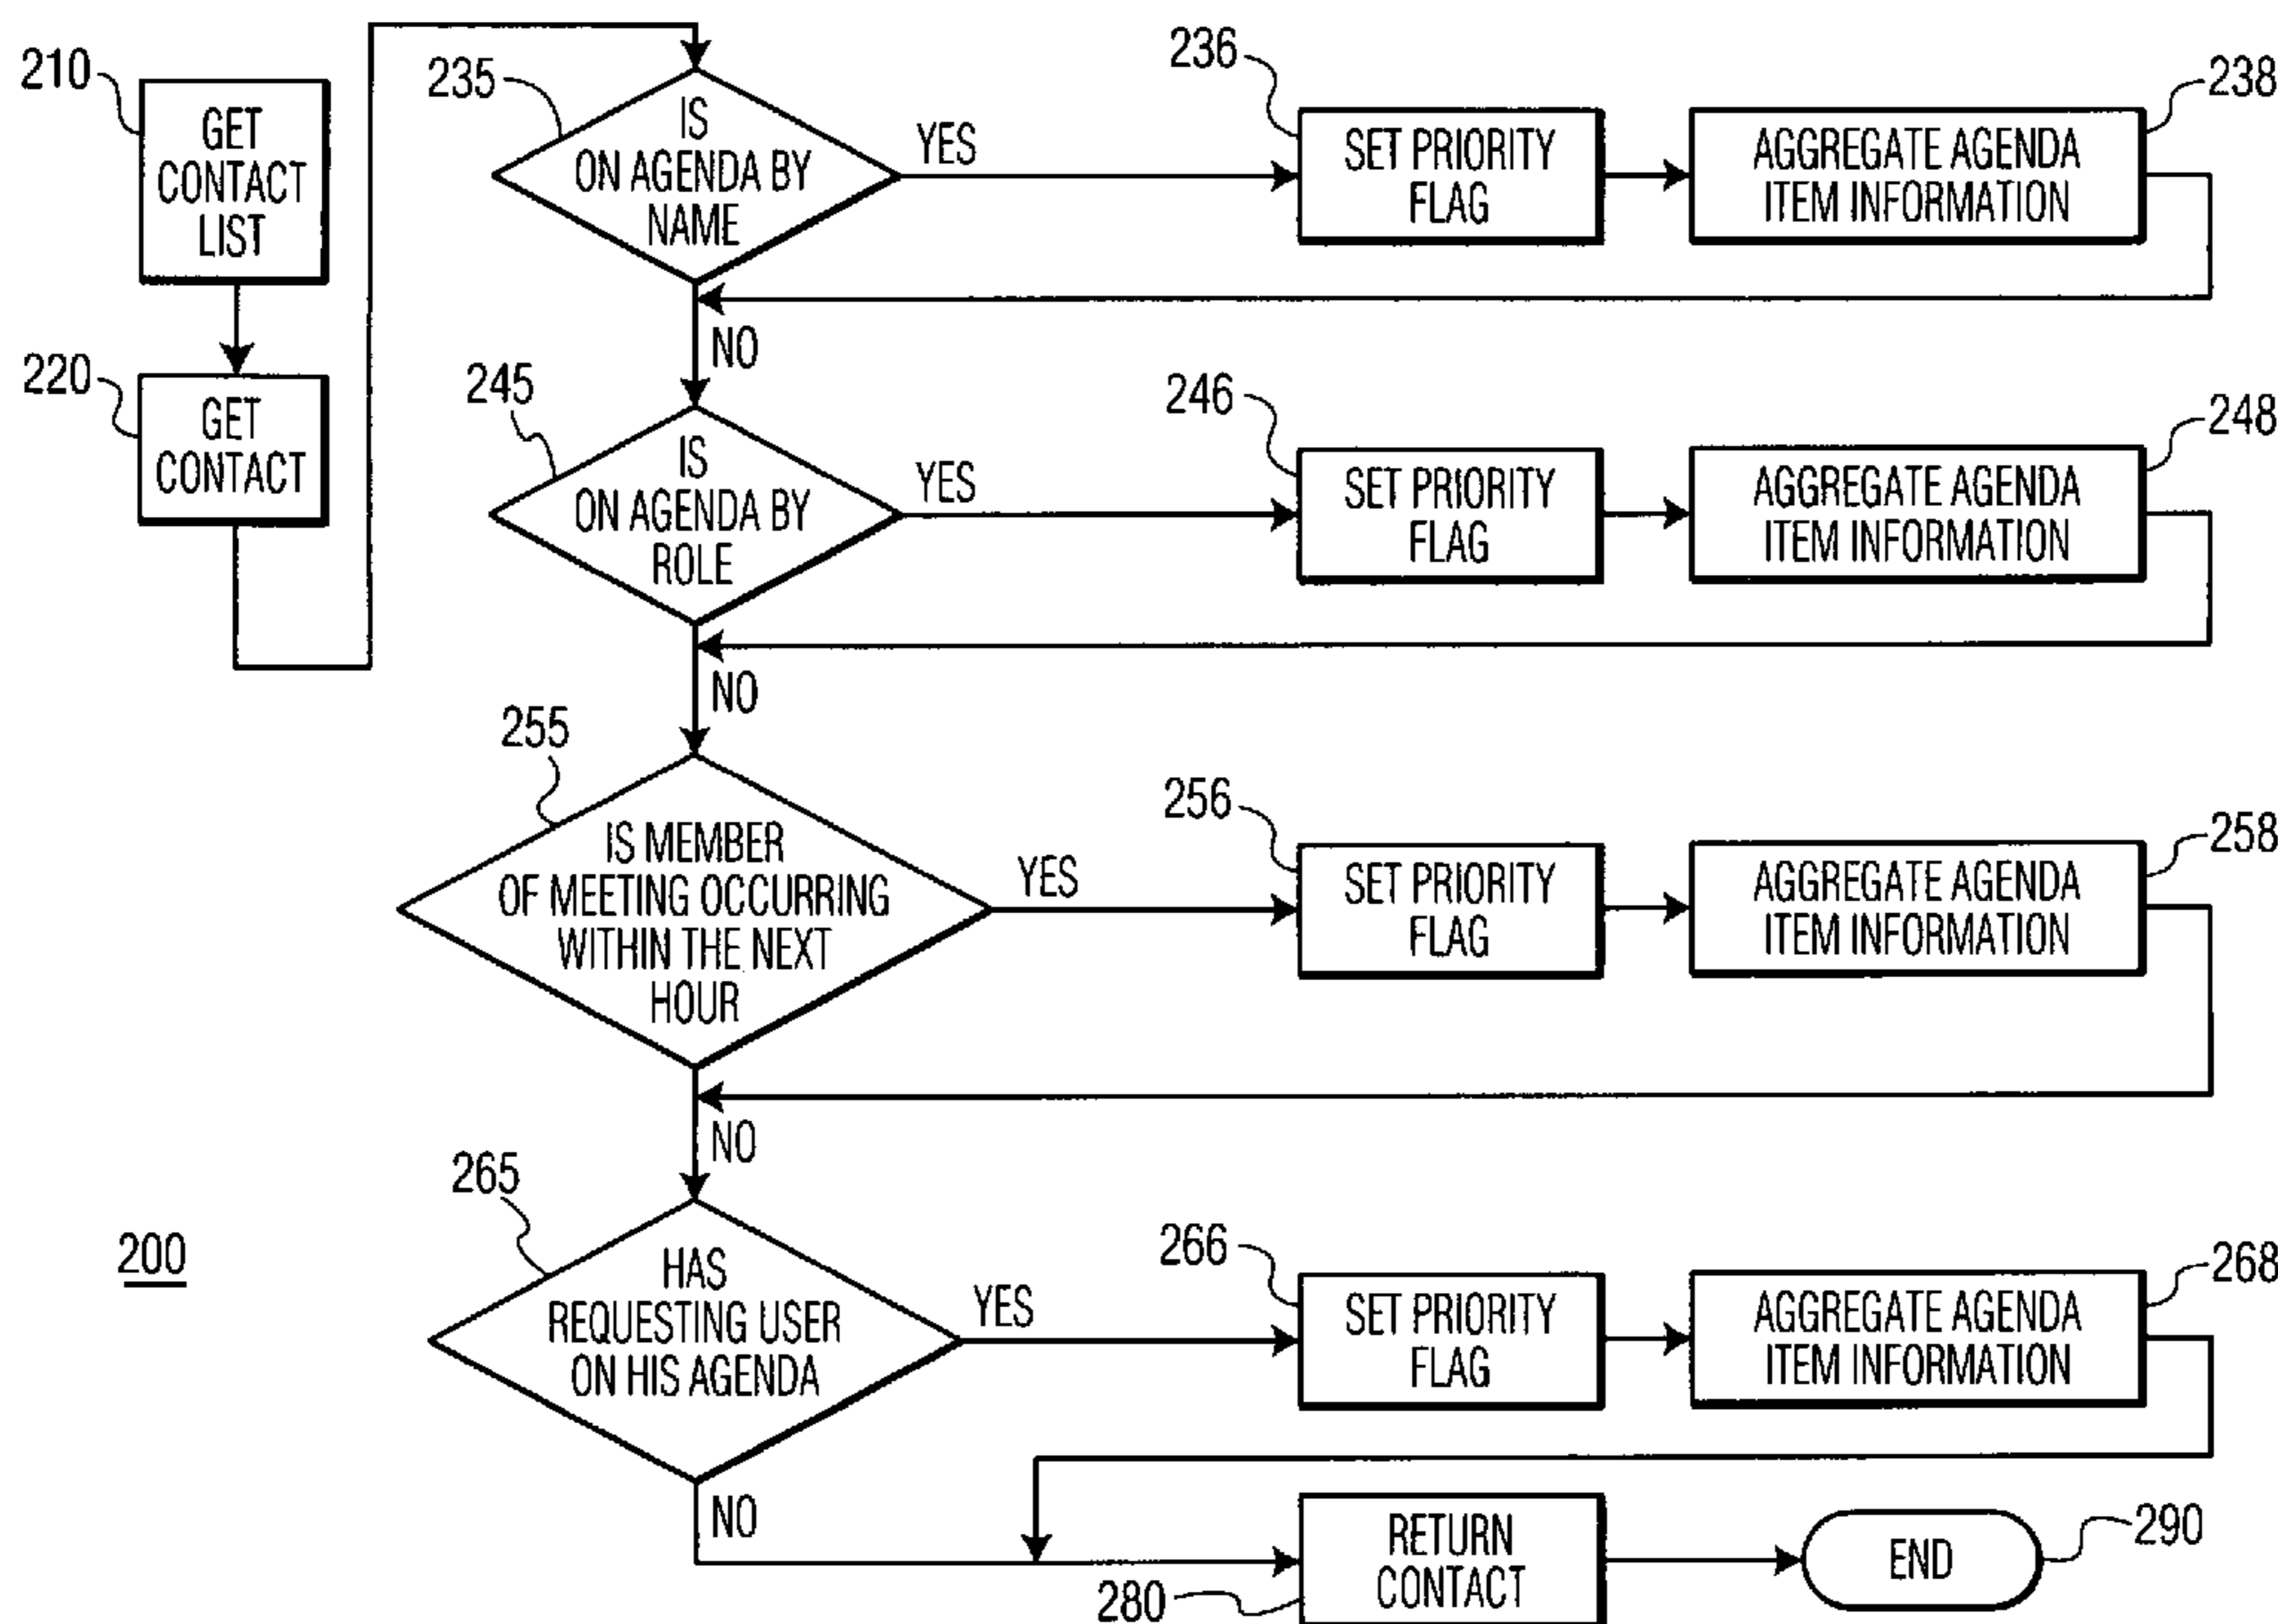 210
GET
CONTACT
LIST
220
GET
CONTACT
235
IS
ON AGENDA BY
NAME
YES
236
SET PRIORITY
FLAG
238
AGGREGATE AGENDA
ITEM INFORMATION
NO
245
IS
ON AGENDA BY
ROLE
YES
246
SET PRIORITY
FLAG
248
AGGREGATE AGENDA
ITEM INFORMATION
NO
255
IS MEMBER
OF MEETING OCCURRING
WITHIN THE NEXT
HOUR
YES
256
SET PRIORITY
FLAG
258
AGGREGATE AGENDA
ITEM INFORMATION
NO
200
265
HAS
REQUESTING USER
ON HIS AGENDA
YES
266
SET PRIORITY
FLAG
268
AGGREGATE AGENDA
ITEM INFORMATION
NO
280
RETURN
CONTACT
END
290